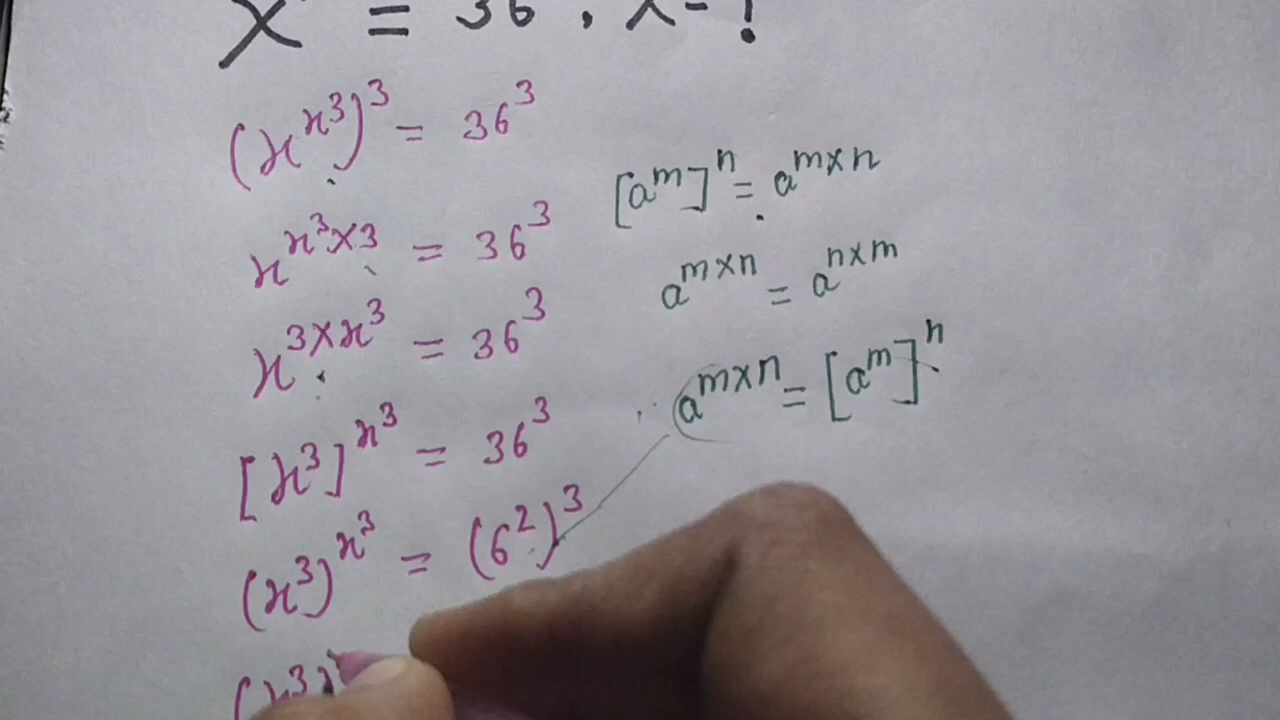 X = 36, X = ?
(x^{x^3})^3 = 36^3
[a^m]^n = a^{m×n}
x^{x^3×3} = 36^3
a^{m×n} = a^{n×m}
x^{3×x^3} = 36^3
a^{m×n} = [a^m]^n
[x^3]^{x^3} = 36^3
(x^3)^{x^3} = (6^2)^3
(x^3)